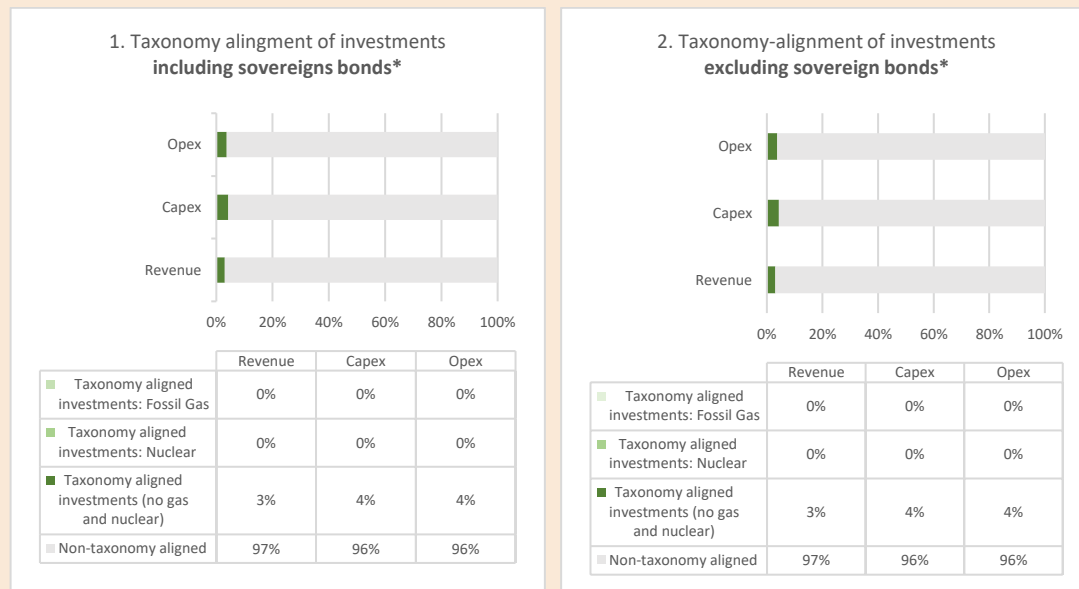 1. Taxonomy alingment of investments
including sovereigns bonds*
Opex
Capex
Revenue
0% 20% 40% 60% 80% 100%
Revenue Capex Opex
Taxonomy aligned
investments: Fossil Gas 0% 0% 0%
Taxonomy aligned
investments: Nuclear 0% 0% 0%
Taxonomy aligned
investments (no gas 3% 4% 4%
and nuclear)
Non-taxonomy aligned 97% 96% 96%
2. Taxonomy-alignment of investments
excluding sovereign bonds*
Opex
Capex
Revenue
0% 20% 40% 60% 80% 100%
Revenue Capex Opex
Taxonomy aligned
investments: Fossil Gas 0% 0% 0%
Taxonomy aligned
investments: Nuclear 0% 0% 0%
Taxonomy aligned
investments (no gas 3% 4% 4%
and nuclear)
Non-taxonomy aligned 97% 96% 96%